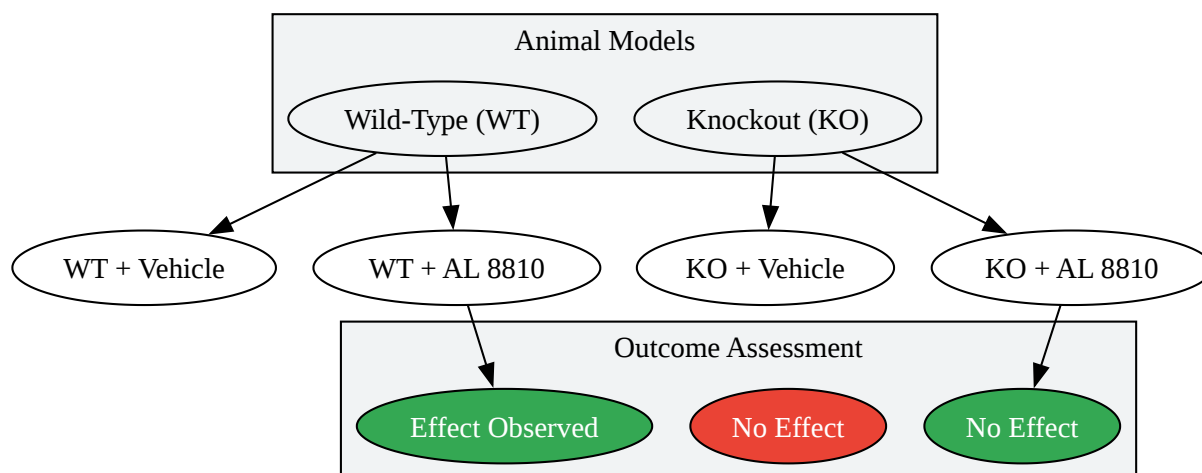 Animal Models
Wild-Type (WT)
Knockout (KO)
WT + Vehicle
WT + AL 8810
KO + Vehicle
KO + AL 8810
Outcome Assessment
Effect Observed
No Effect
No Effect